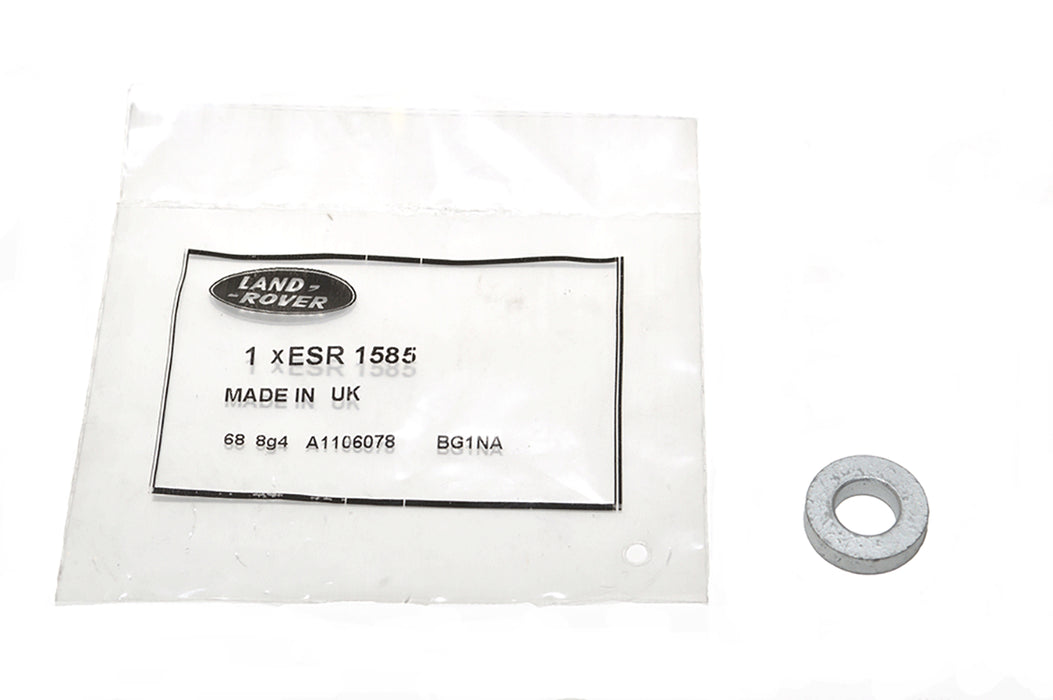 LAND -
- ROVER
1 xESR 1585
MADE IN UK
68 8g4 A1106078 BG1NA